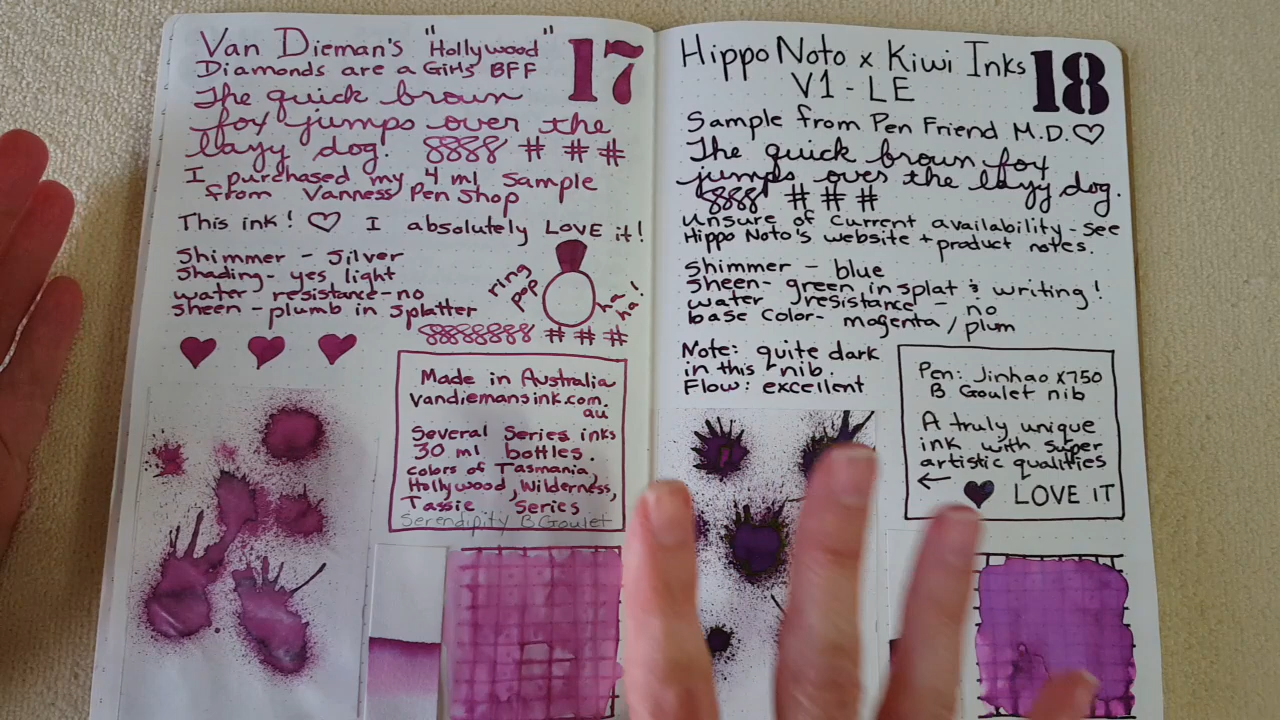 Van Dieman's "Hollywood" 17
Diamonds are a Girls BFF
The quick brown
fox jumps over the
lazy dog. 8888 # # #
I purchased my 4 ml sample
from Vanness Pen Shop
This ink! ♡ I absolutely LOVE it!
Shimmer - Silver
Shading - yes, light
water resistance - no
sheen - plumb in splatter
ring
pop
ha
ha!
88888888 # # #
Made in Australia
vandiemansink.com.
au
Several Series inks
30 ml bottles.
colors of Tasmania,
Hollywood, Wilderness,
Tassie Series
Serendipity B Goulet
Hippo Noto x Kiwi Inks 18
V1 - LE
Sample from Pen Friend M.D. ♡
The quick brown fox
jumps over the lazy dog.
8888 # # #
Unsure of current availability - see
Hippo Noto's website + product notes.
shimmer - blue
sheen - green in splat & writing!
water resistance - no
base color - magenta / plum
Note: quite dark
in this nib.
Flow: excellent
Pen: Jinhao X750
B Goulet nib
A truly unique
ink with super
artistic qualities
← ♥ LOVE IT